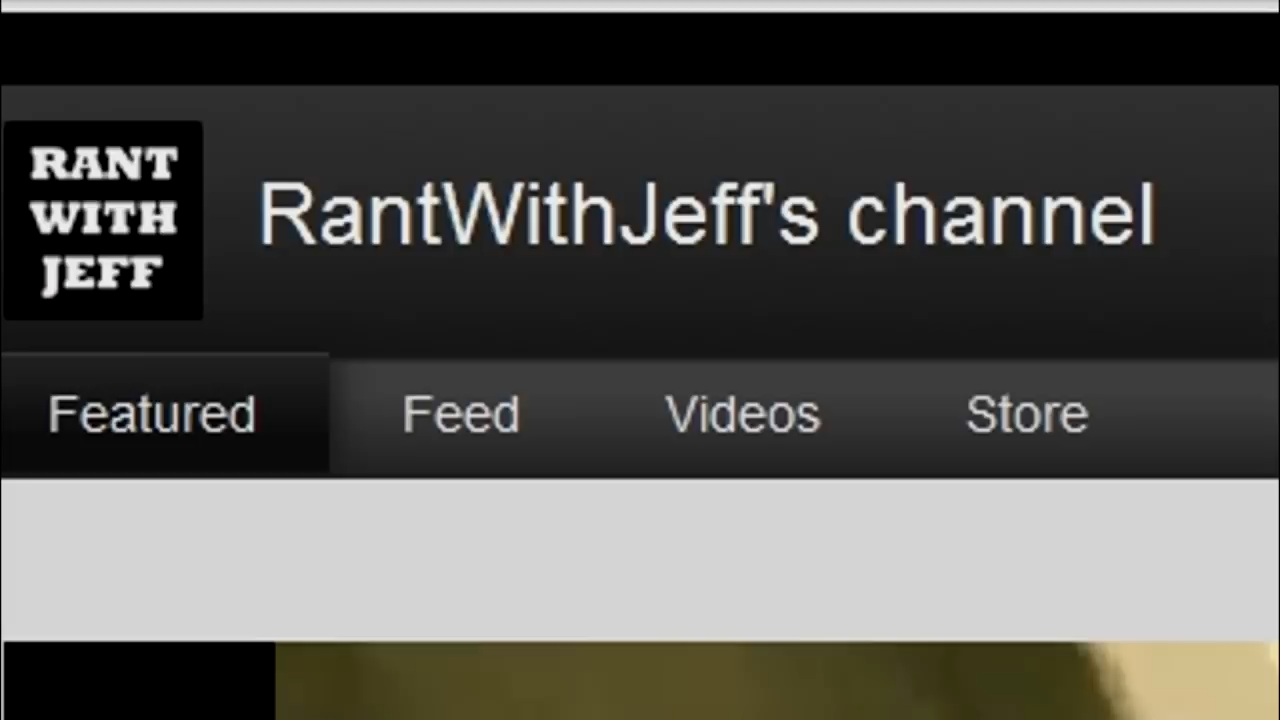 RANT
WITH
JEFF
RantWithJeff's channel
Featured
Feed
Videos
Store